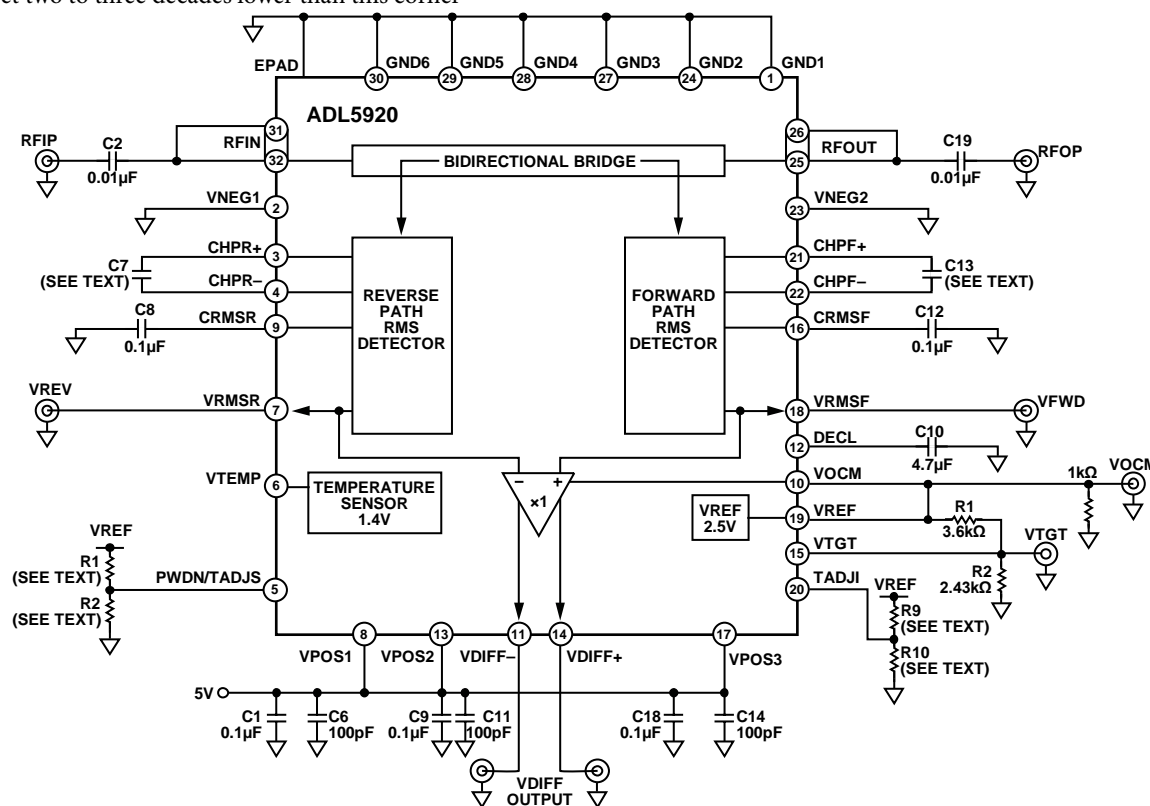 et two to three decades lower than this corner
EPAD
GND6
GND5
GND4
GND3
GND2
GND1
30
29
28
27
24
1
ADL5920
RFIP
C2
0.01µF
31
RFIN
32
BIDIRECTIONAL BRIDGE
26
RFOUT
25
C19
0.01µF
RFOP
VNEG1
2
23
VNEG2
CHPR+
3
C7
(SEE TEXT)
CHPR–
4
C8
0.1µF
CRMSR
9
REVERSE
PATH
RMS
DETECTOR
FORWARD
PATH
RMS
DETECTOR
21
CHPF+
C13
(SEE TEXT)
22
CHPF–
16
CRMSF
C12
0.1µF
VREV
VRMSR
7
18
VRMSF
VFWD
12
DECL
C10
4.7µF
VTEMP
6
TEMPERATURE
SENSOR
1.4V
–
+
×1
10
VOCM
1kΩ
VOCM
VREF
2.5V
19
VREF
R1
3.6kΩ
15
VTGT
VTGT
R2
2.43kΩ
VREF
R1
(SEE TEXT)
R2
(SEE TEXT)
PWDN/TADJS
5
20
TADJI
VREF
R9
(SEE TEXT)
R10
(SEE TEXT)
8
13
11
14
17
VPOS1
VPOS2
VDIFF–
VDIFF+
VPOS3
5V
C1
0.1µF
C6
100pF
C9
0.1µF
C11
100pF
C18
0.1µF
C14
100pF
VDIFF
OUTPUT